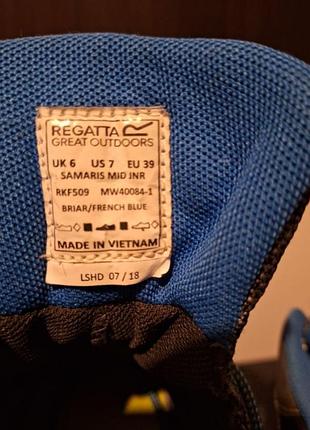 REGATTA
GREAT OUTDOORS
UK 6 US 7 EU 39
SAMARIS MID JNR
RKF509 MW40084-1
BRIAR/FRENCH BLUE
MADE IN VIETNAM
LSHD 07 / 18